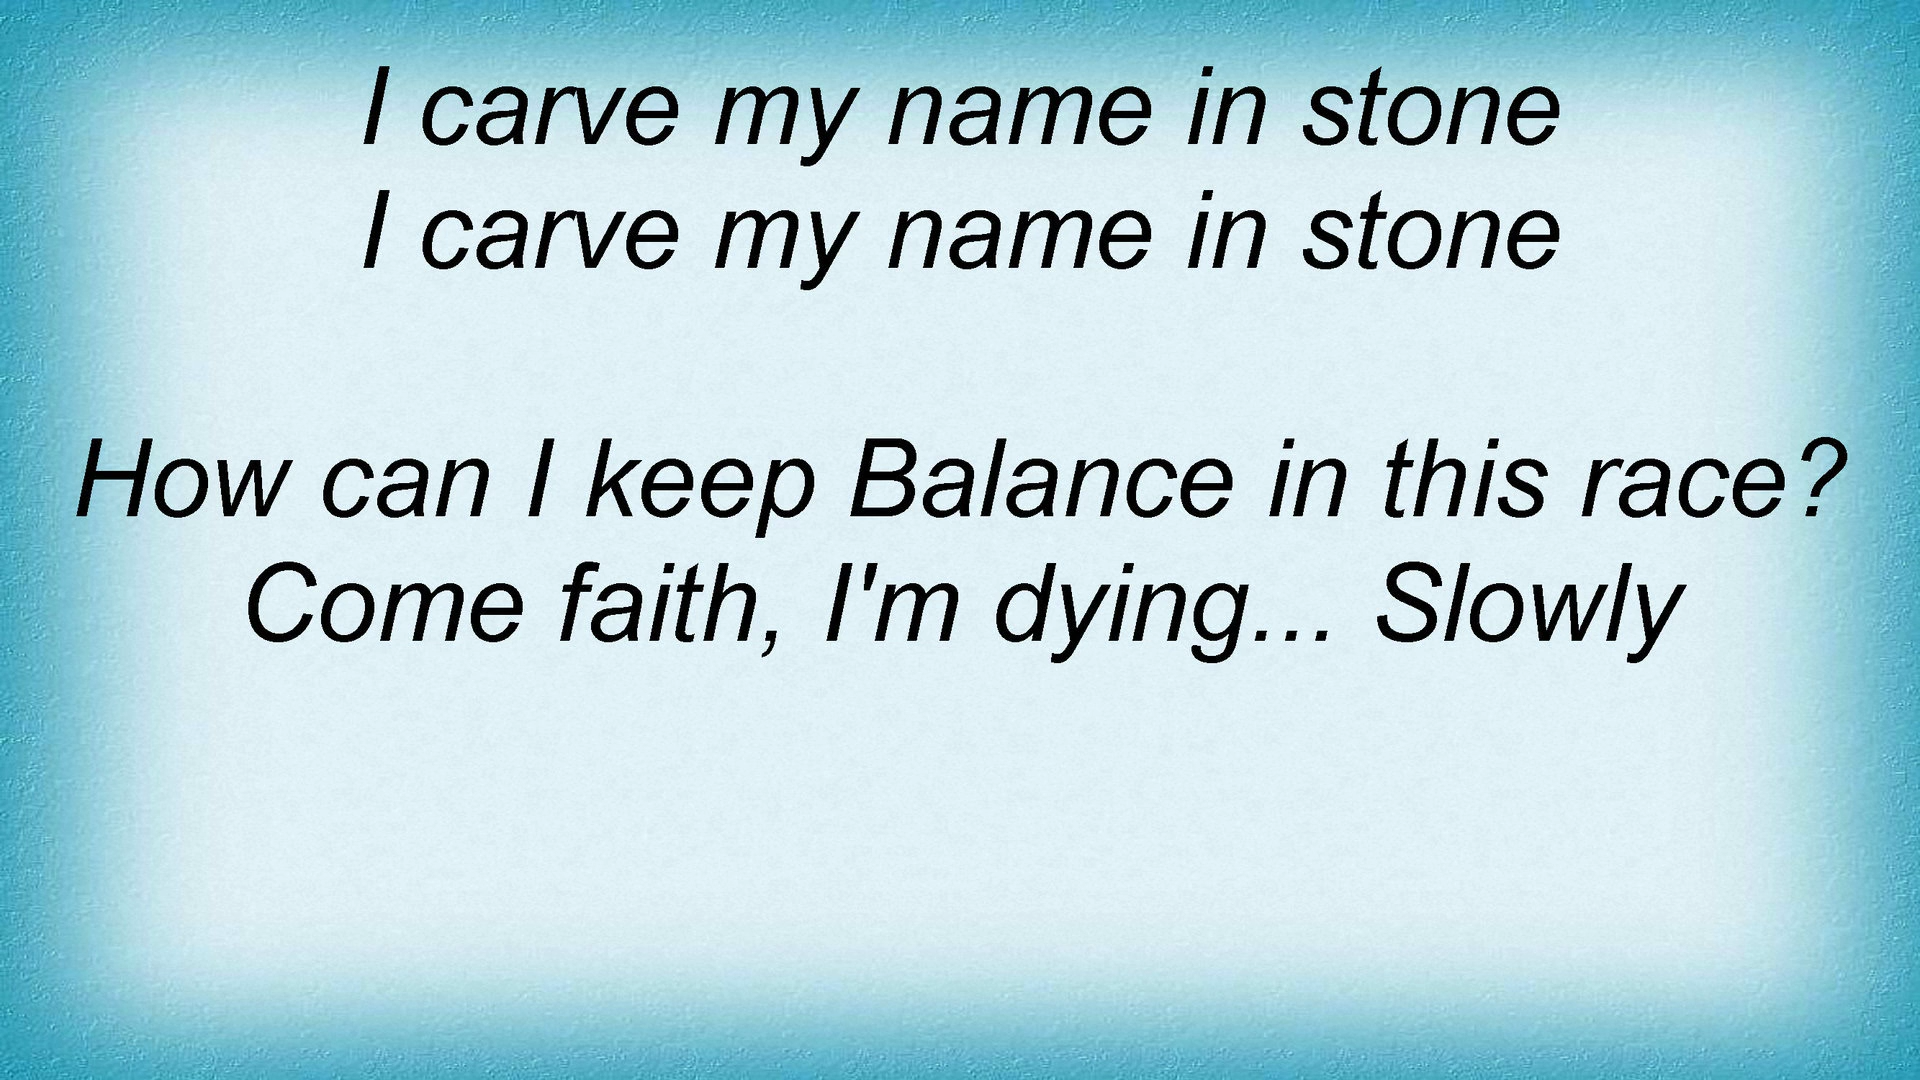 I carve my name in stone
I carve my name in stone
How can I keep Balance in this race?
Come faith, I'm dying... Slowly